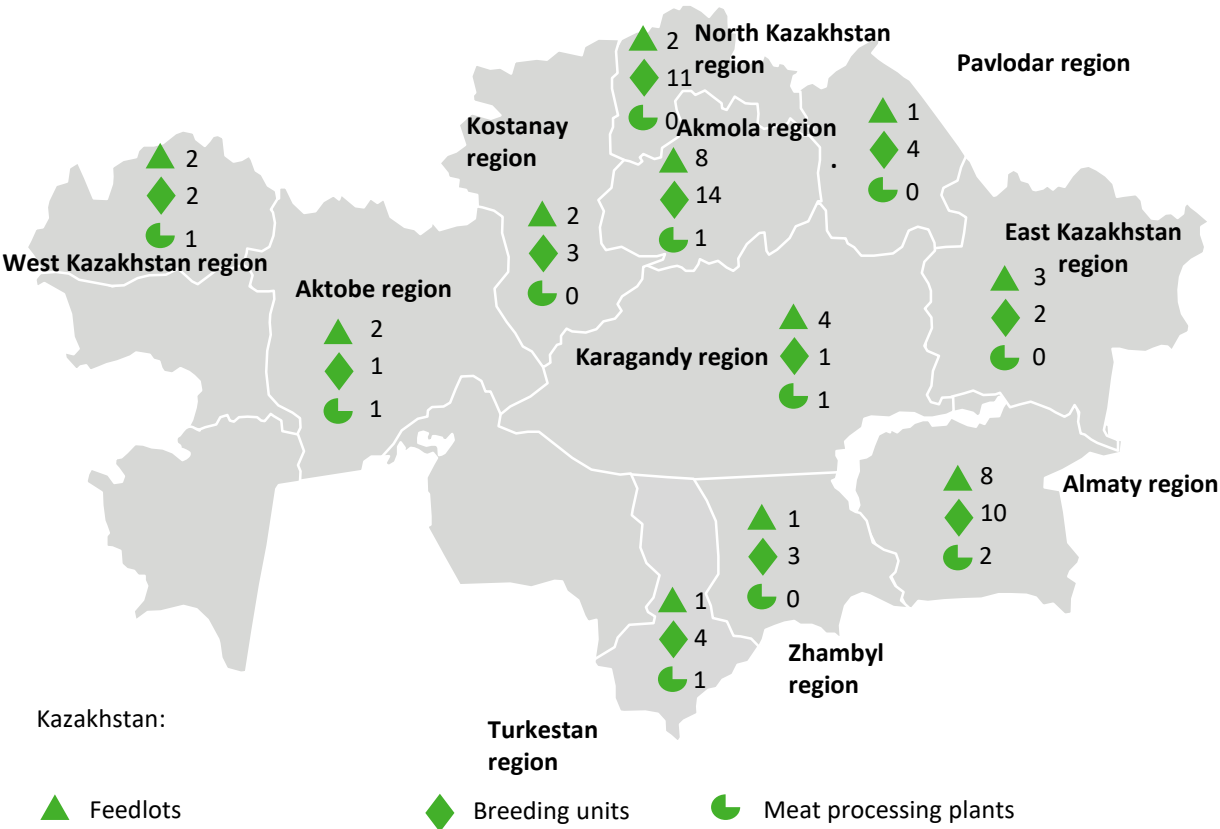 North Kazakhstan
region
2
11
0
Pavlodar region
1
4
0
Kostanay
region
2
3
0
Akmola region
8
14
1
.
2
2
1
West Kazakhstan region
East Kazakhstan
region
3
2
0
Aktobe region
2
1
1
Karagandy region
4
1
1
Almaty region
8
10
2
1
3
0
Zhambyl
region
1
4
1
Turkestan
region
Kazakhstan:
Feedlots
Breeding units
Meat processing plants